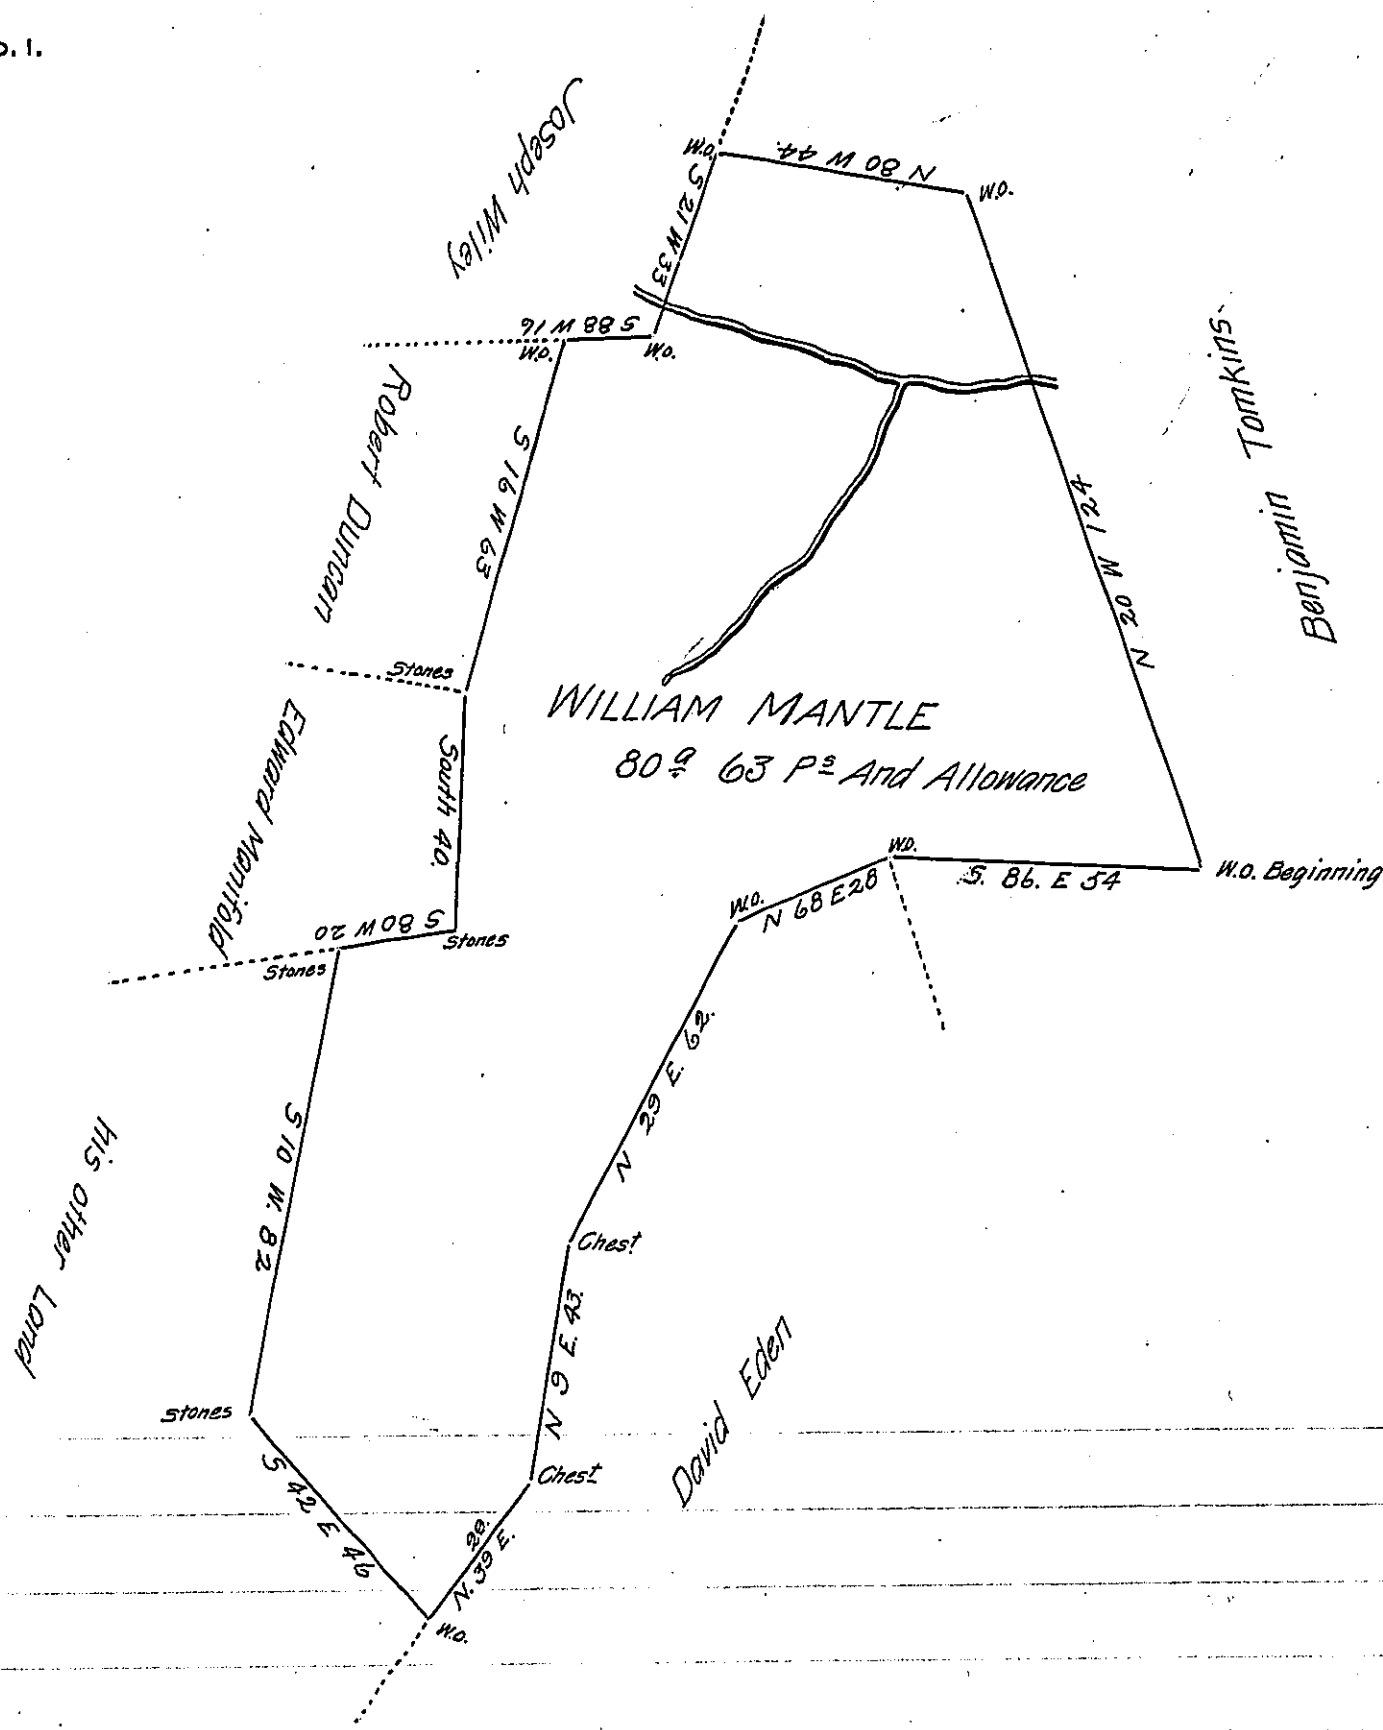 o. 1.
Joseph Wiley
W.O.
N 80 W 44.
W.O.
S 21 W 33
S 88 W 16
W.O.
W.O.
Robert Duncan
S 16 W 63
N 20 W 124
Benjamin Tomkins.
Stones
WILLIAM MANTLE
80 a 63 Ps And Allowance
Edward Manifold
South 40.
W.O.
S. 86. E 54
W.O. Beginning
W.O.
N 68 E 28
S 80 W 20
Stones
Stones
N 29 E. 62.
his other Land
S 10 W. 82
Chest
N 9 E. 43.
David Eden
Stones
S 42 E 46
Chest
20.
N. 39 E.
W.O.